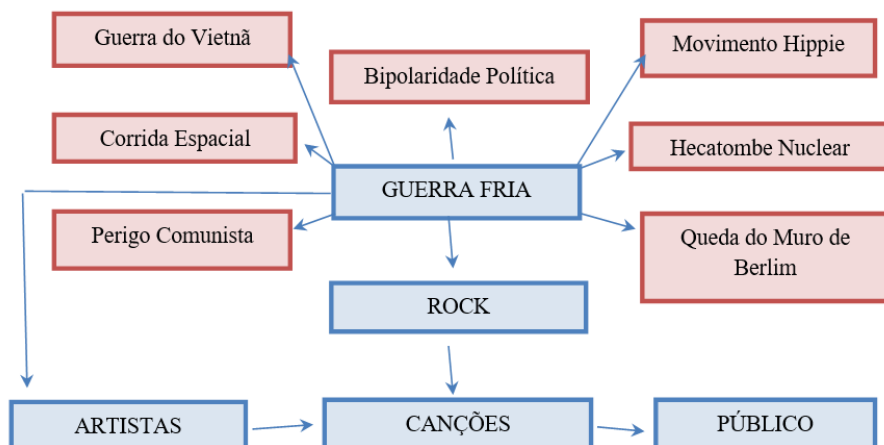 Guerra do Vietnã
Bipolaridade Política
Movimento Hippie
Corrida Espacial
Hecatombe Nuclear
GUERRA FRIA
Perigo Comunista
Queda do Muro de
Berlim
ROCK
ARTISTAS
CANÇÕES
PÚBLICO